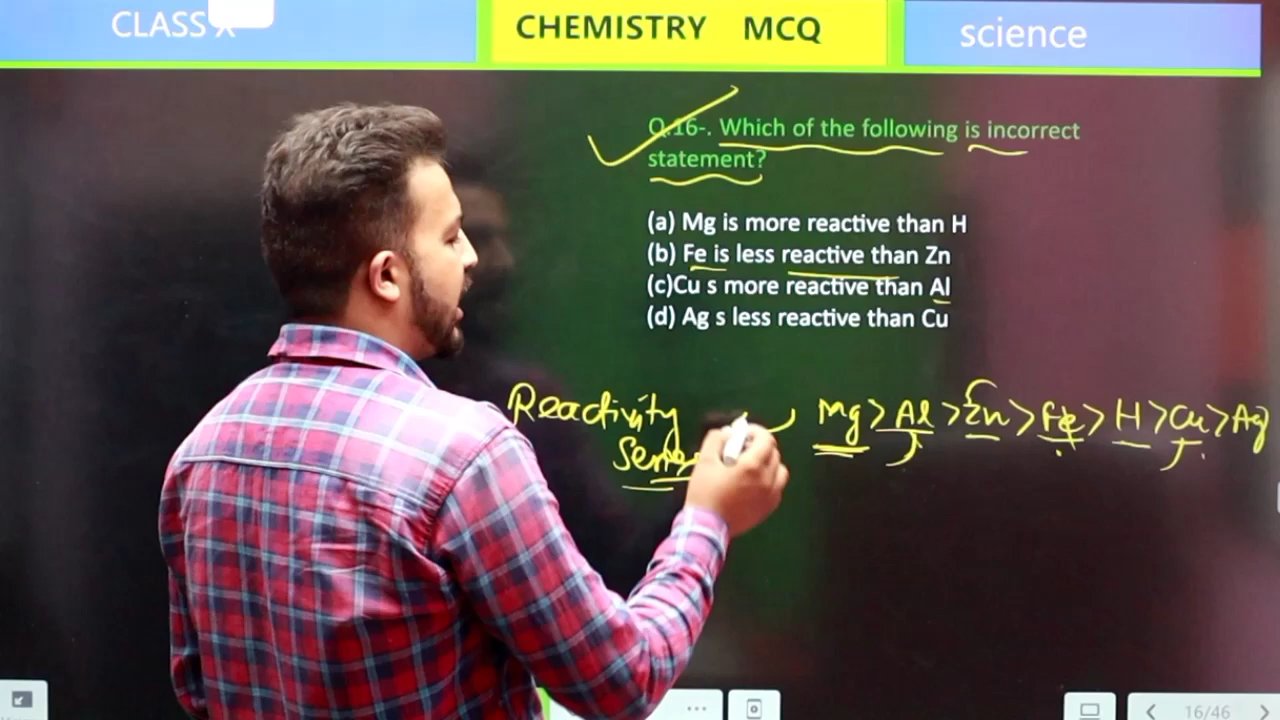 CLASS X
CHEMISTRY MCQ
science
Q.16-. Which of the following is incorrect
statement?
(a) Mg is more reactive than H
(b) Fe is less reactive than Zn
(c)Cu s more reactive than Al
(d) Ag s less reactive than Cu
Reactivity
Mg > Al > Zn > Fe > H > Cu > Ag
16/46